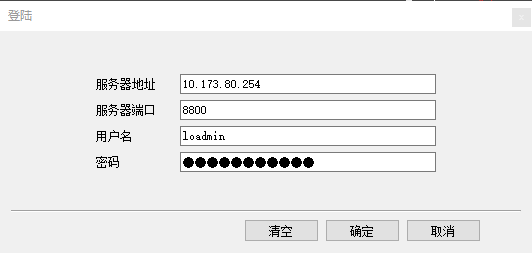 登陆
服务器地址 10.173.80.254
服务器端口 8800
用户名 loadmin
密码 ●●●●●●●●●●●
清空 确定 取消